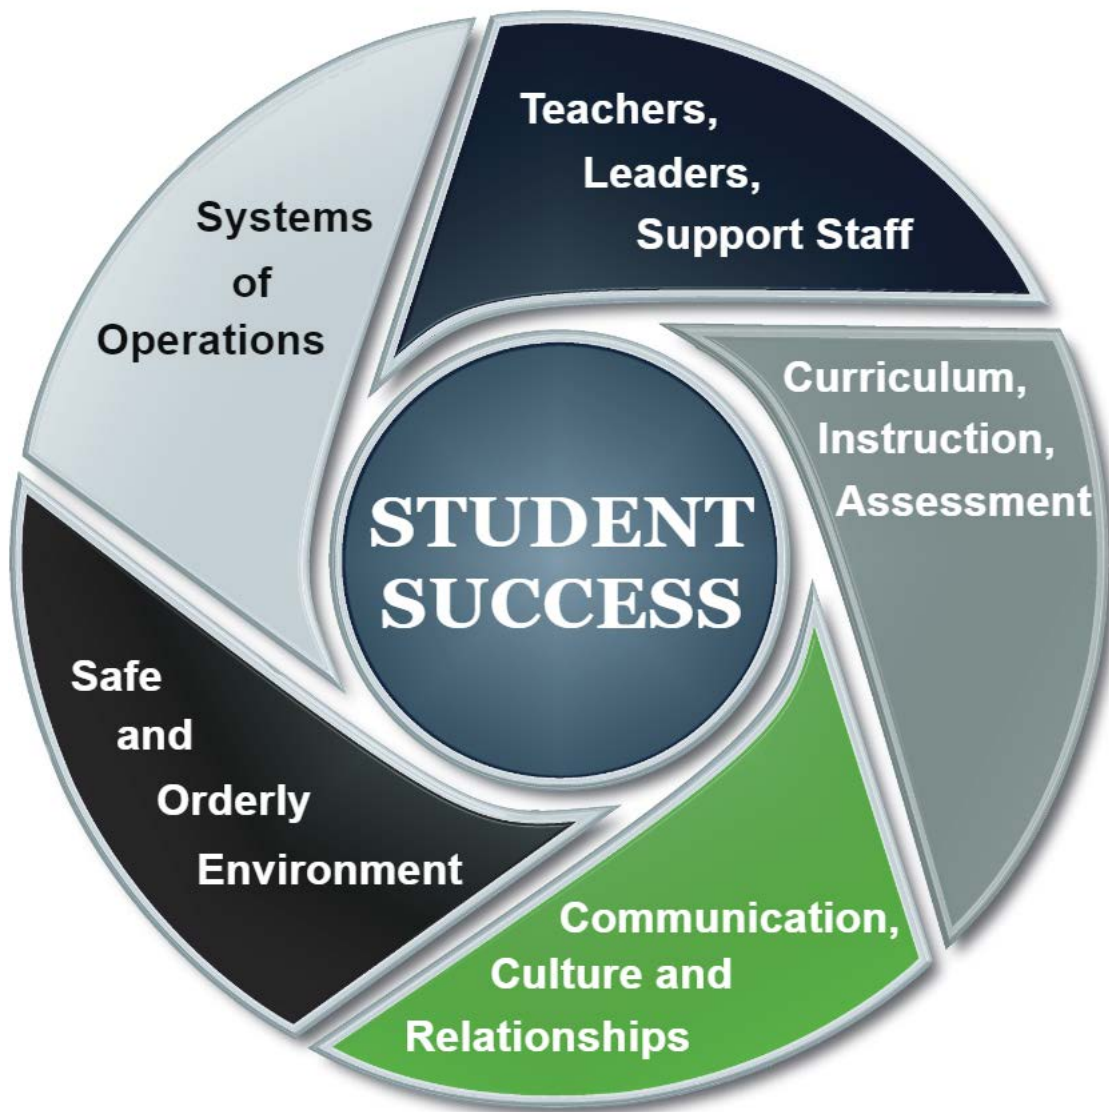 Teachers,
Leaders,
Support Staff
Curriculum,
Instruction,
Assessment
Communication,
Culture and
Relationships
Safe
and
Orderly
Environment
Systems
of
Operations
STUDENT
SUCCESS